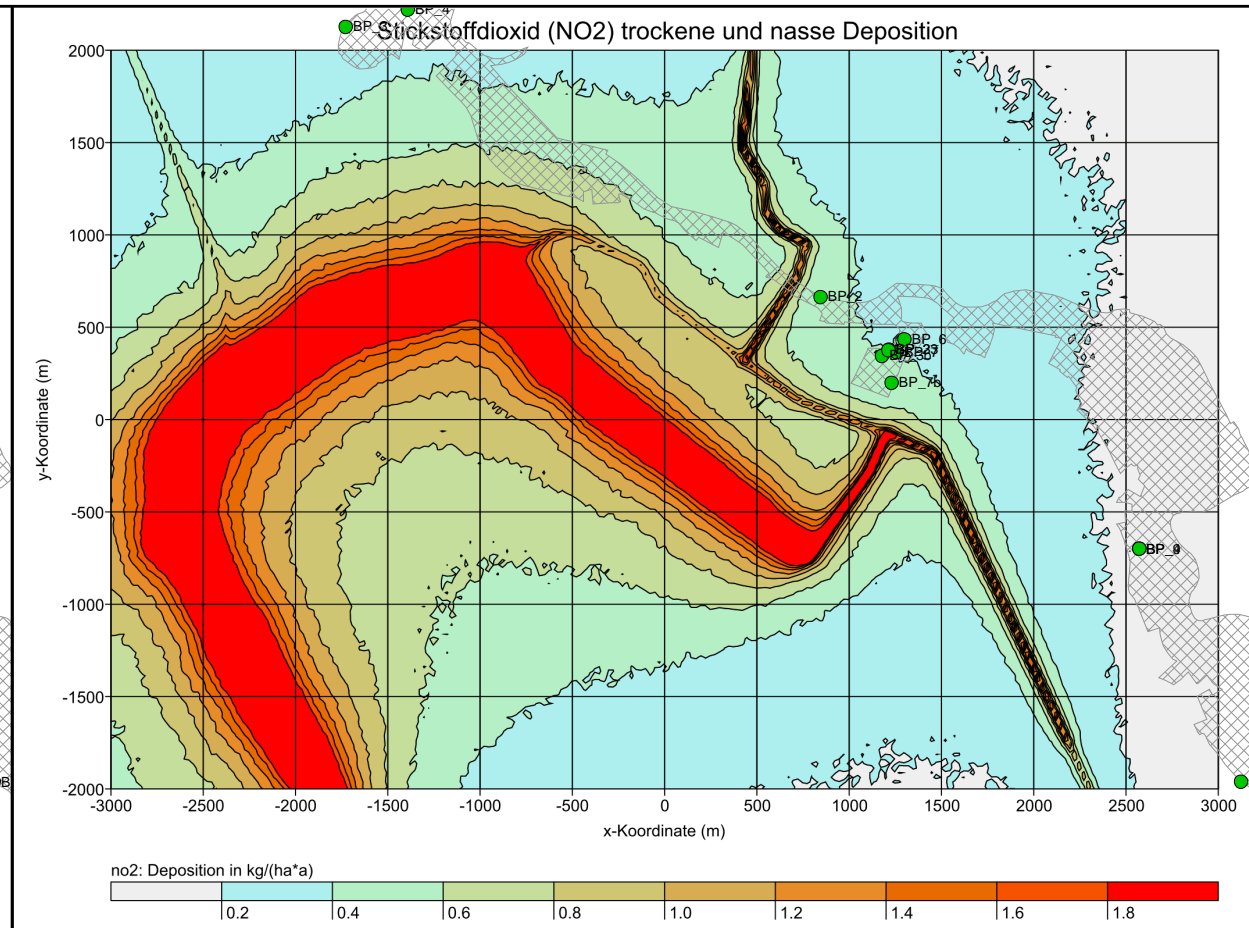 BP_4
Stickstoffdioxid (NO2) trockene und nasse Deposition
2000
1500
1000
500
0
-500
-1000
-1500
-2000
y-Koordinate (m)
BP_2
BP_6
BP_7b
-3000 -2500 -2000 -1500 -1000 -500 0 500 1000 1500 2000 2500 3000
x-Koordinate (m)
no2: Deposition in kg/(ha*a)
0.2 0.4 0.6 0.8 1.0 1.2 1.4 1.6 1.8